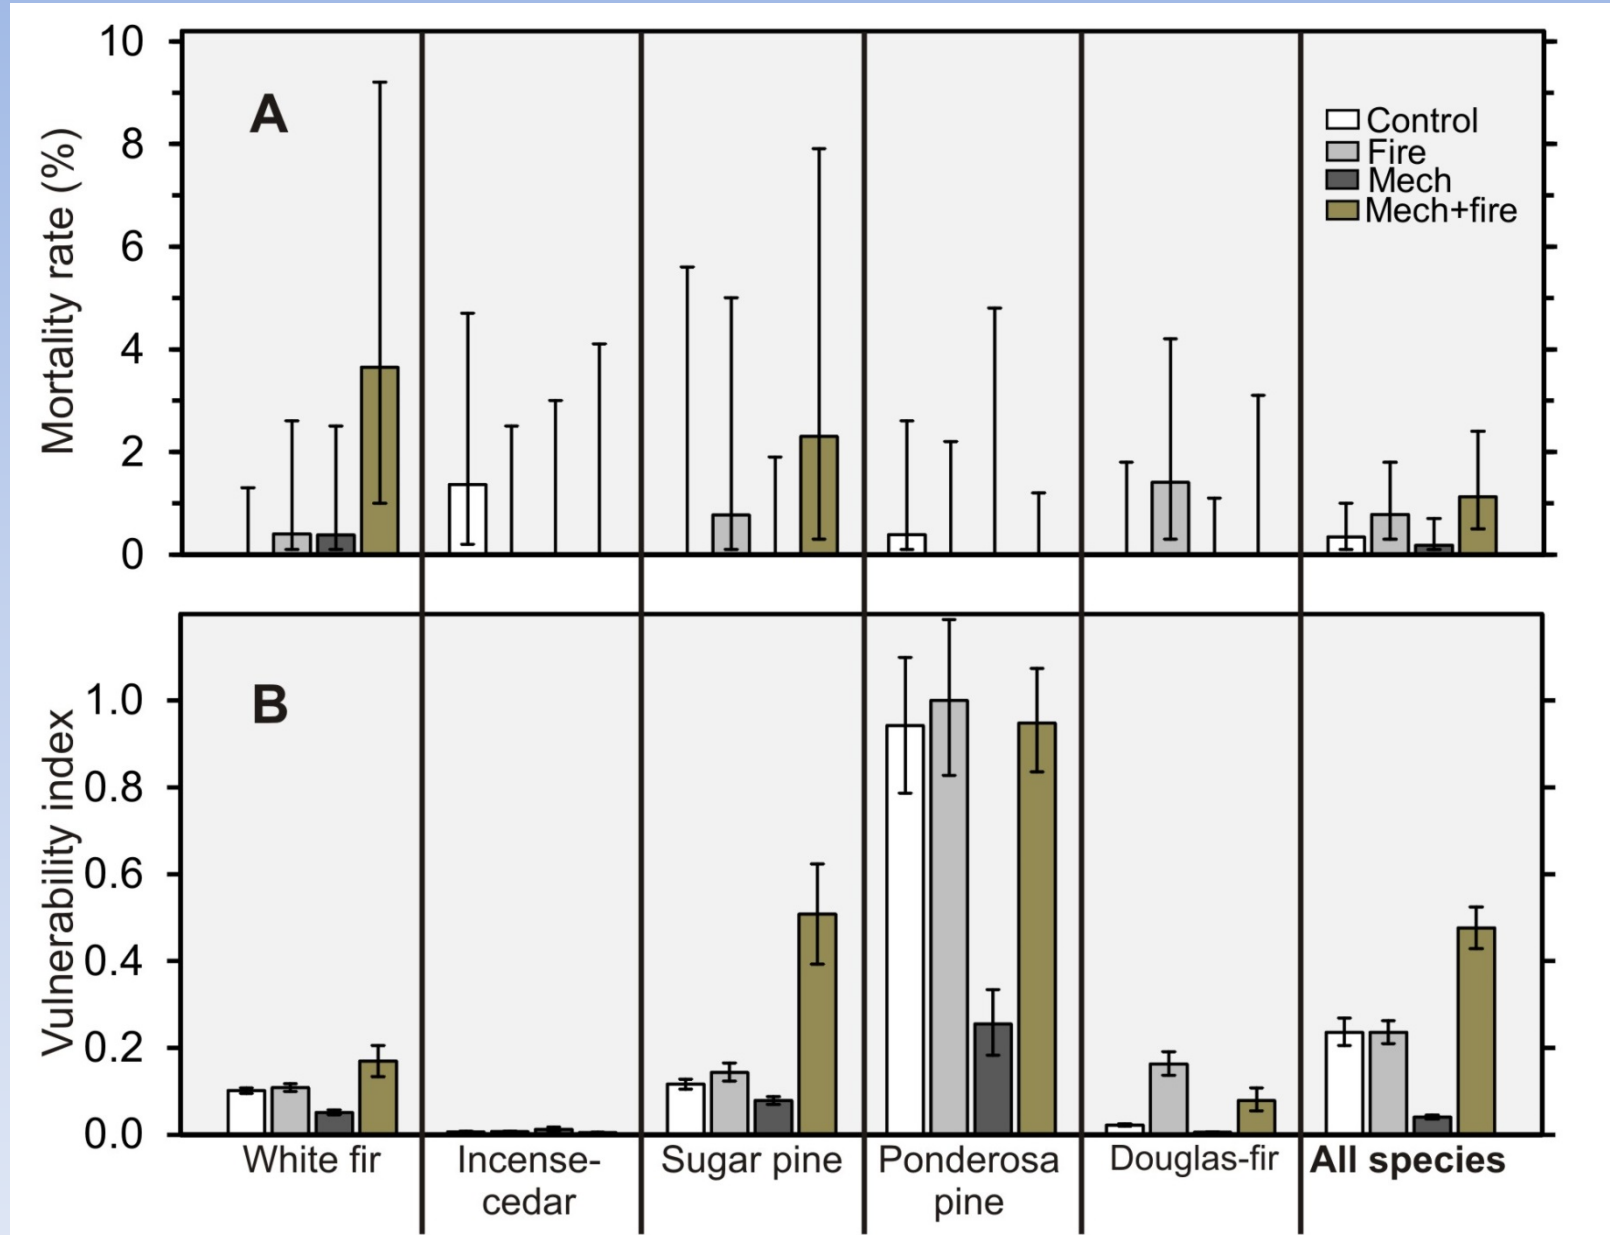 Mortality rate (%)
10
8
6
4
2
0
A
Control
Fire
Mech
Mech+fire
Vulnerability index
1.0
0.8
0.6
0.4
0.2
0.0
B
White fir
Incense-
cedar
Sugar pine
Ponderosa
pine
Douglas-fir
All species